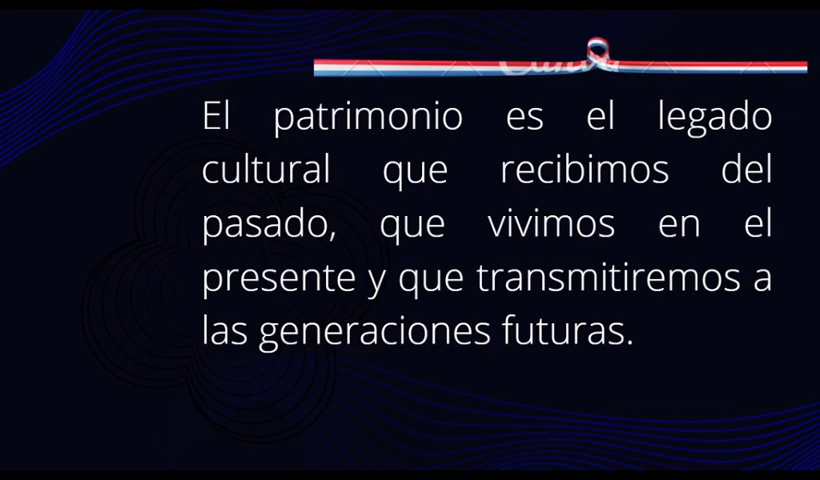 Canva
El patrimonio es el legado
cultural que recibimos del
pasado, que vivimos en el
presente y que transmitiremos a
las generaciones futuras.